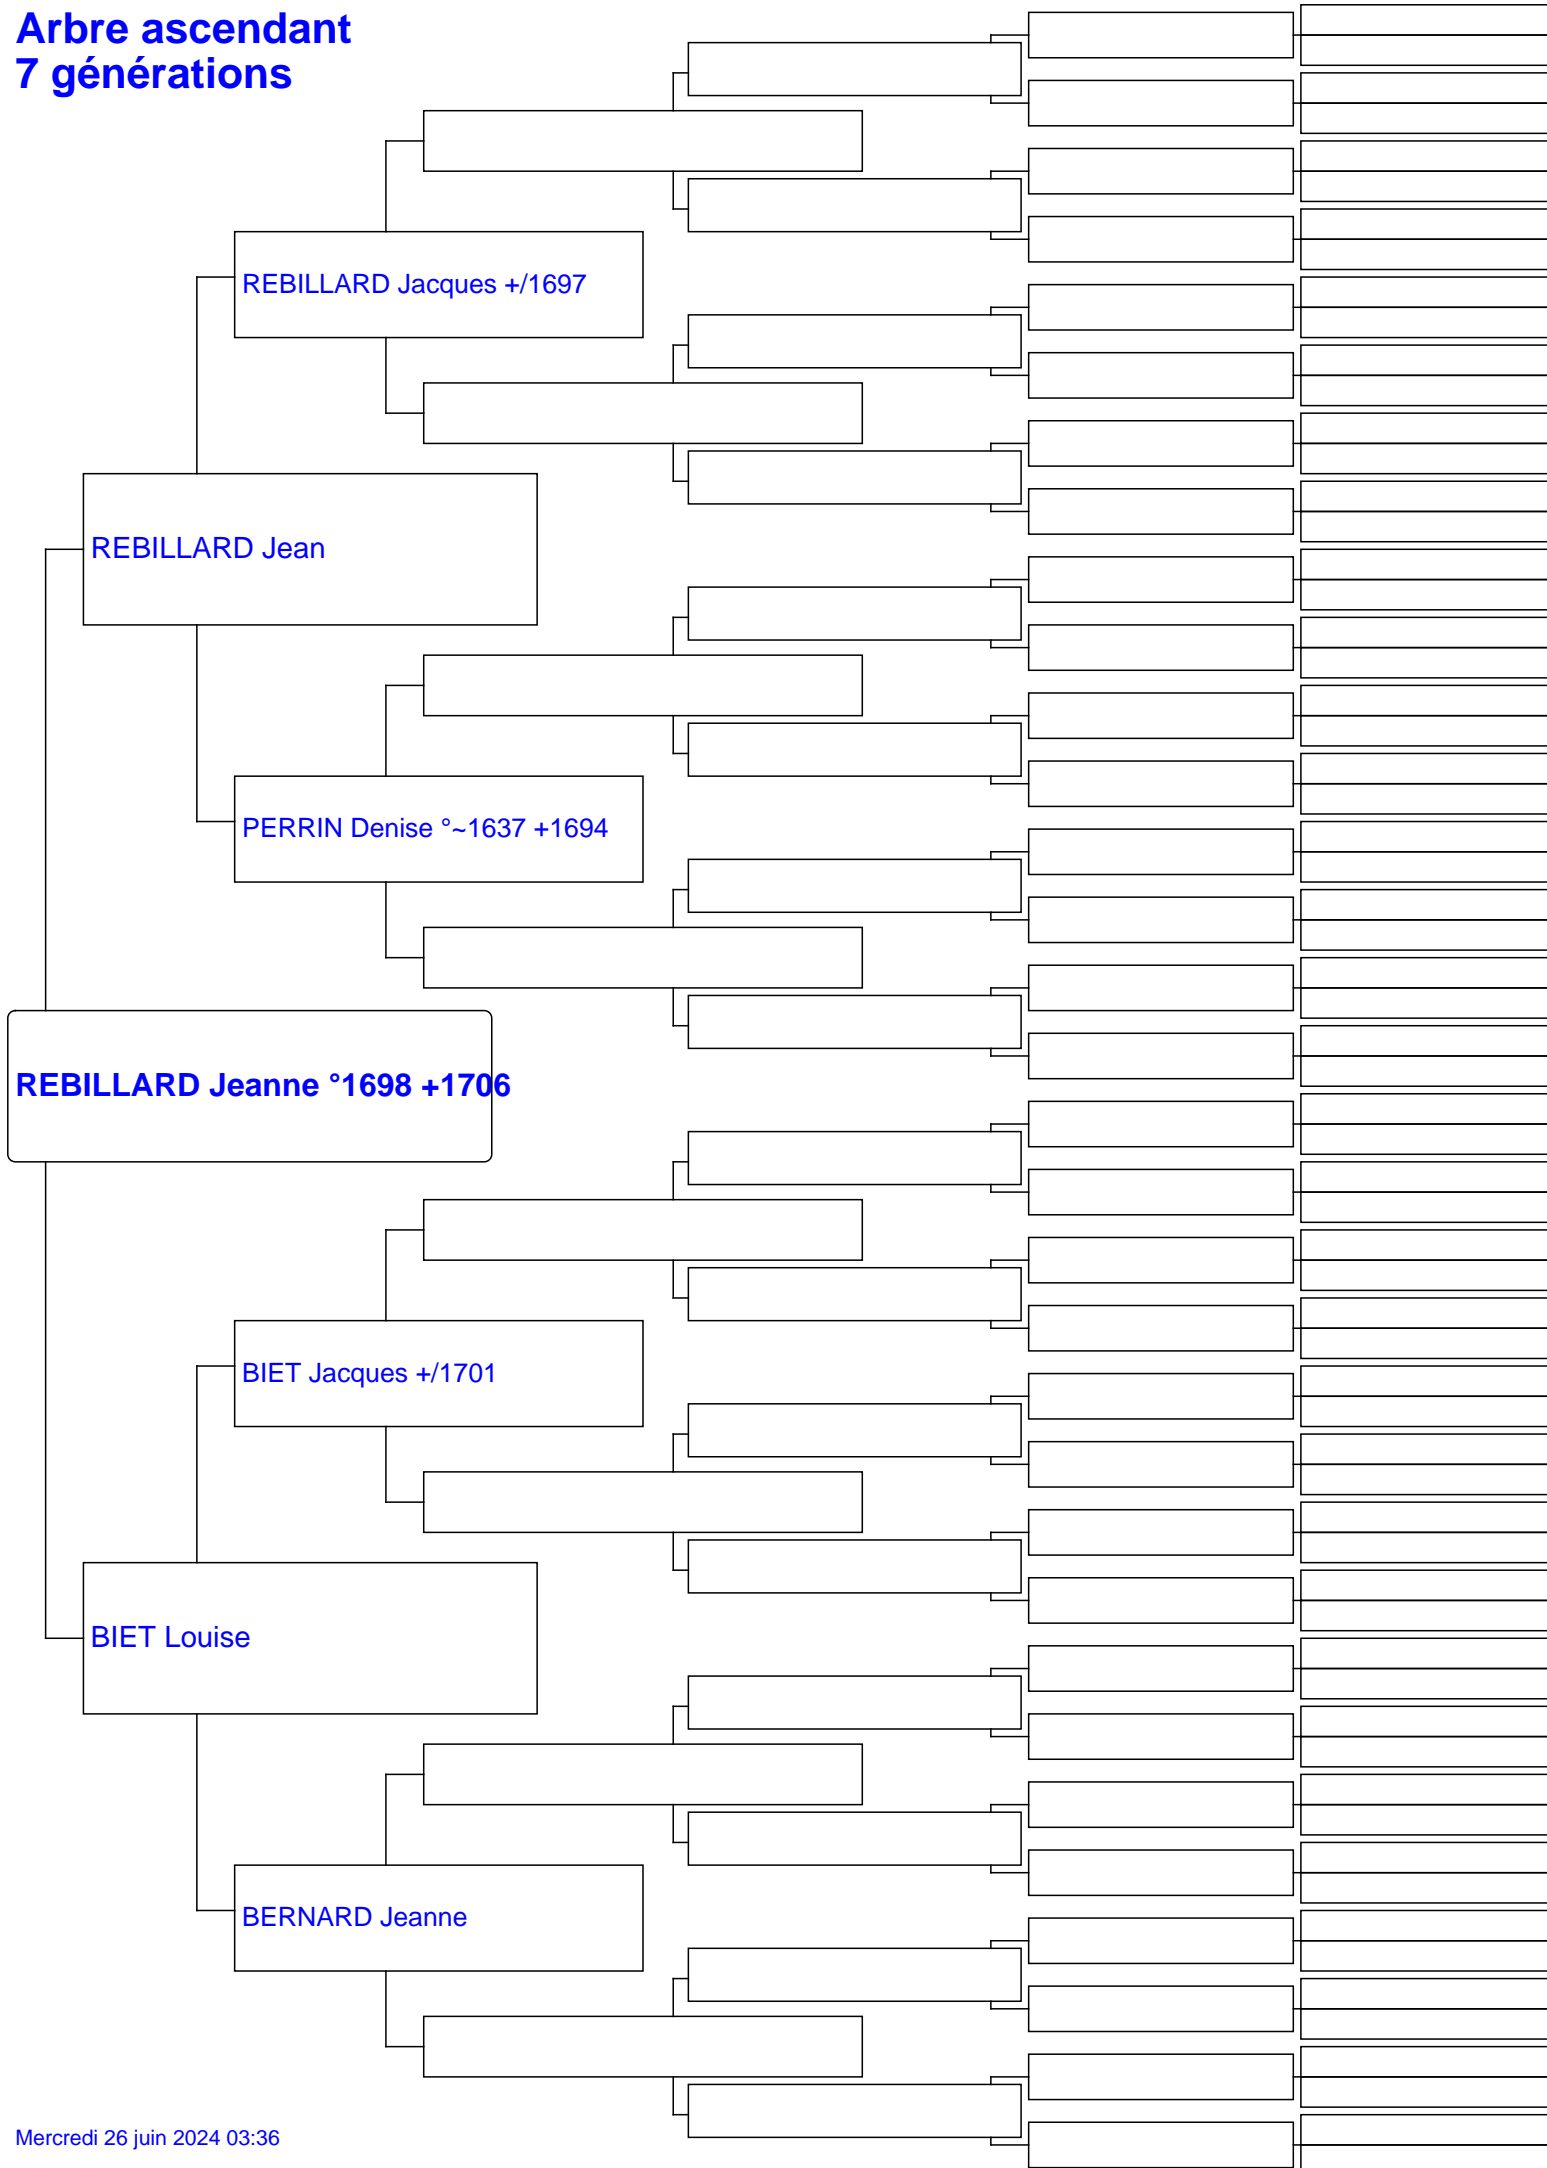 Arbre ascendant
7 générations
REBILLARD Jacques +/1697
REBILLARD Jean
PERRIN Denise °~1637 +1694
REBILLARD Jeanne °1698 +1706
BIET Jacques +/1701
BIET Louise
BERNARD Jeanne
Mercredi 26 juin 2024 03:36